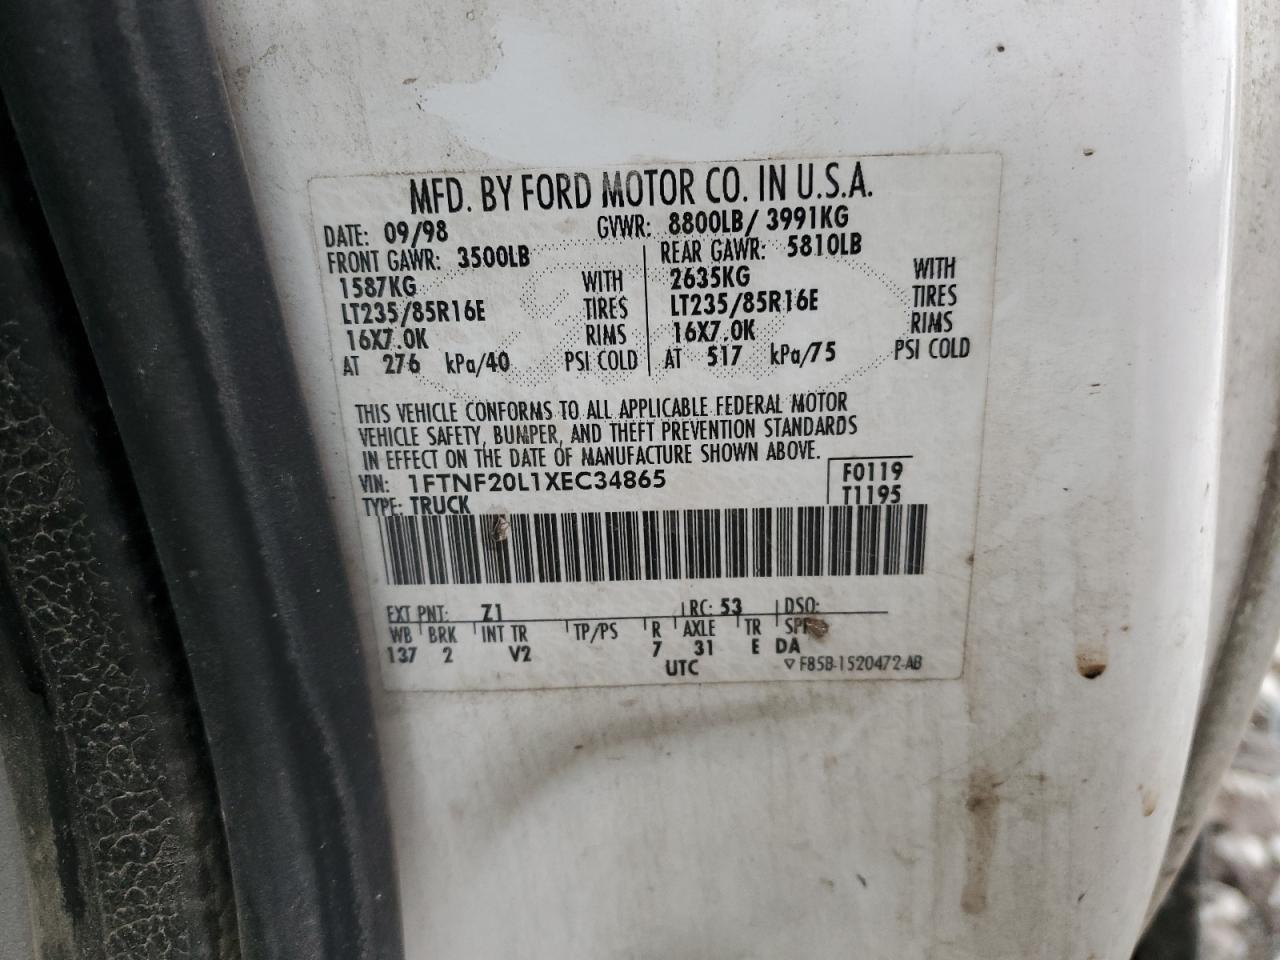 MFD. BY FORD MOTOR CO. IN U.S.A.
DATE: 09/98 GVWR: 8800LB/ 3991KG
FRONT GAWR: 3500LB REAR GAWR: 5810LB
1587KG WITH 2635KG WITH
LT235/85R16E TIRES LT235/85R16E TIRES
16X7.0K RIMS 16X7.0K RIMS
AT 276 kPa/40 PSI COLD AT 517 kPa/75 PSI COLD
THIS VEHICLE CONFORMS TO ALL APPLICABLE FEDERAL MOTOR
VEHICLE SAFETY, BUMPER, AND THEFT PREVENTION STANDARDS
IN EFFECT ON THE DATE OF MANUFACTURE SHOWN ABOVE.
VIN: 1FTNF20L1XEC34865 F0119
TYPE: TRUCK T1195
EXT PNT: Z1 RC: 53 DSO:
WB BRK INT TR TP/PS R AXLE TR
137 2 V2 7 31 E DA
UTC ▽ F85B-1520472-AB